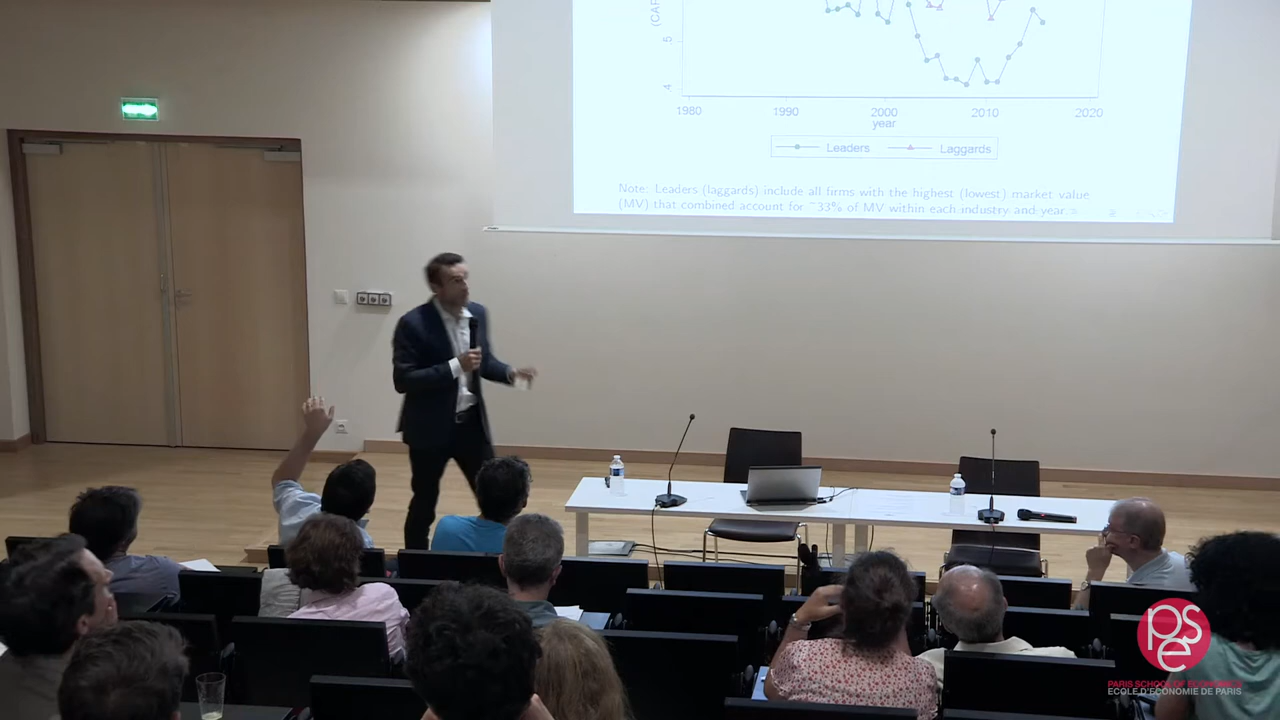 (CAP
.5
.4
1980 1990 2000 2010 2020
year
Leaders Laggards
Note: Leaders (laggards) include all firms with the highest (lowest) market value
(MV) that combined account for ~33% of MV within each industry and year.
pse
PARIS SCHOOL OF ECONOMICS
ECOLE D'ECONOMIE DE PARIS